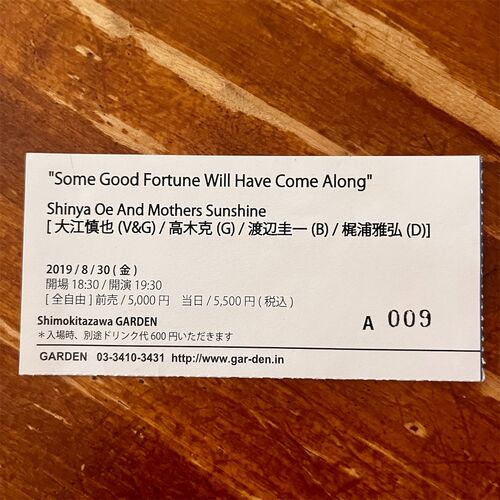 "Some Good Fortune Will Have Come Along"
Shinya Oe And Mothers Sunshine
[ 大江慎也 (V&G) / 高木克 (G) / 渡辺圭一 (B) / 梶浦雅弘 (D)]
2019 / 8 / 30 ( 金 )
開場 18:30 / 開演 19:30
[ 全自由 ] 前売 / 5,000 円　当日 / 5,500 円 ( 税込 )
Shimokitazawa GARDEN
A 009
＊入場時、別途ドリンク代 600 円いただきます
GARDEN 03-3410-3431 http://www.gar-den.in